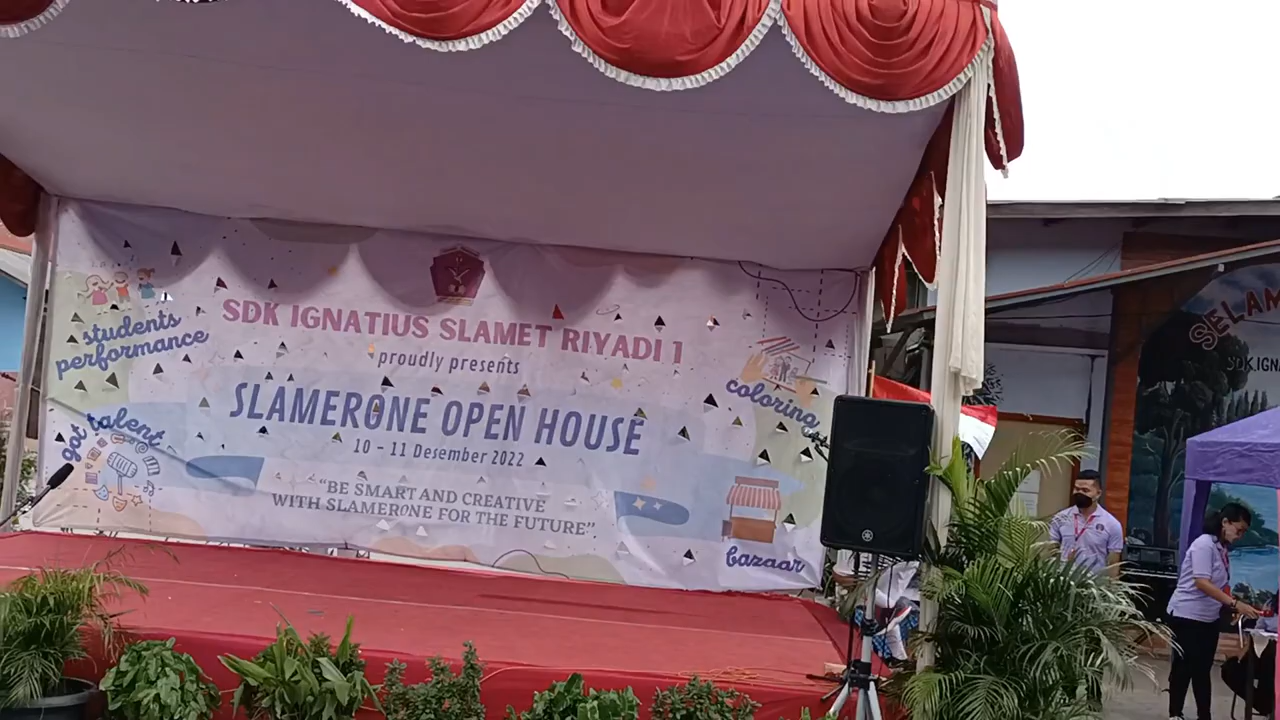 SDK IGNATIUS SLAMET RIYADI 1
proudly presents
SLAMERONE OPEN HOUSE
10 - 11 Desember 2022
"BE SMART AND CREATIVE
WITH SLAMERONE FOR THE FUTURE"
students
performance
got talent
coloring
bazaar
SDK.IGNA